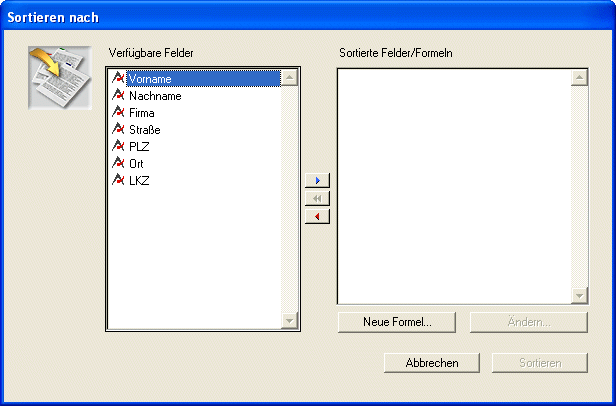 Sortieren nach
Verfügbare Felder
Sortierte Felder/Formeln
Vorname
Nachname
Firma
Straße
PLZ
Ort
LKZ
Neue Formel...
Ändern...
Abbrechen
Sortieren